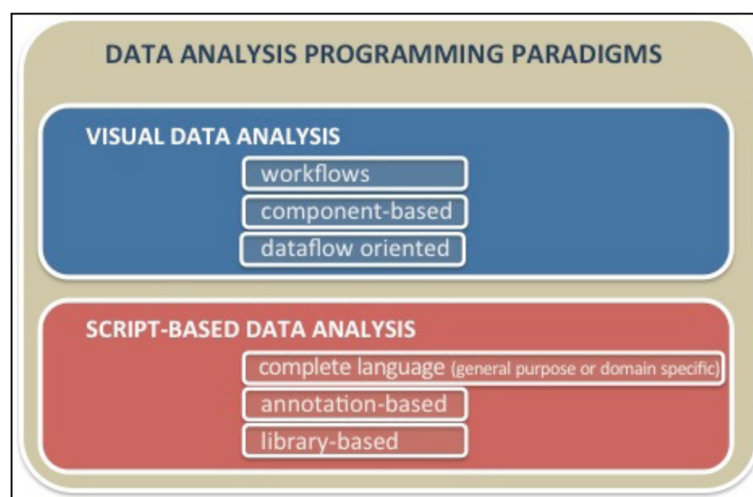 DATA ANALYSIS PROGRAMMING PARADIGMS
VISUAL DATA ANALYSIS
workflows
component-based
dataflow oriented
SCRIPT-BASED DATA ANALYSIS
complete language (general purpose or domain specific)
annotation-based
library-based